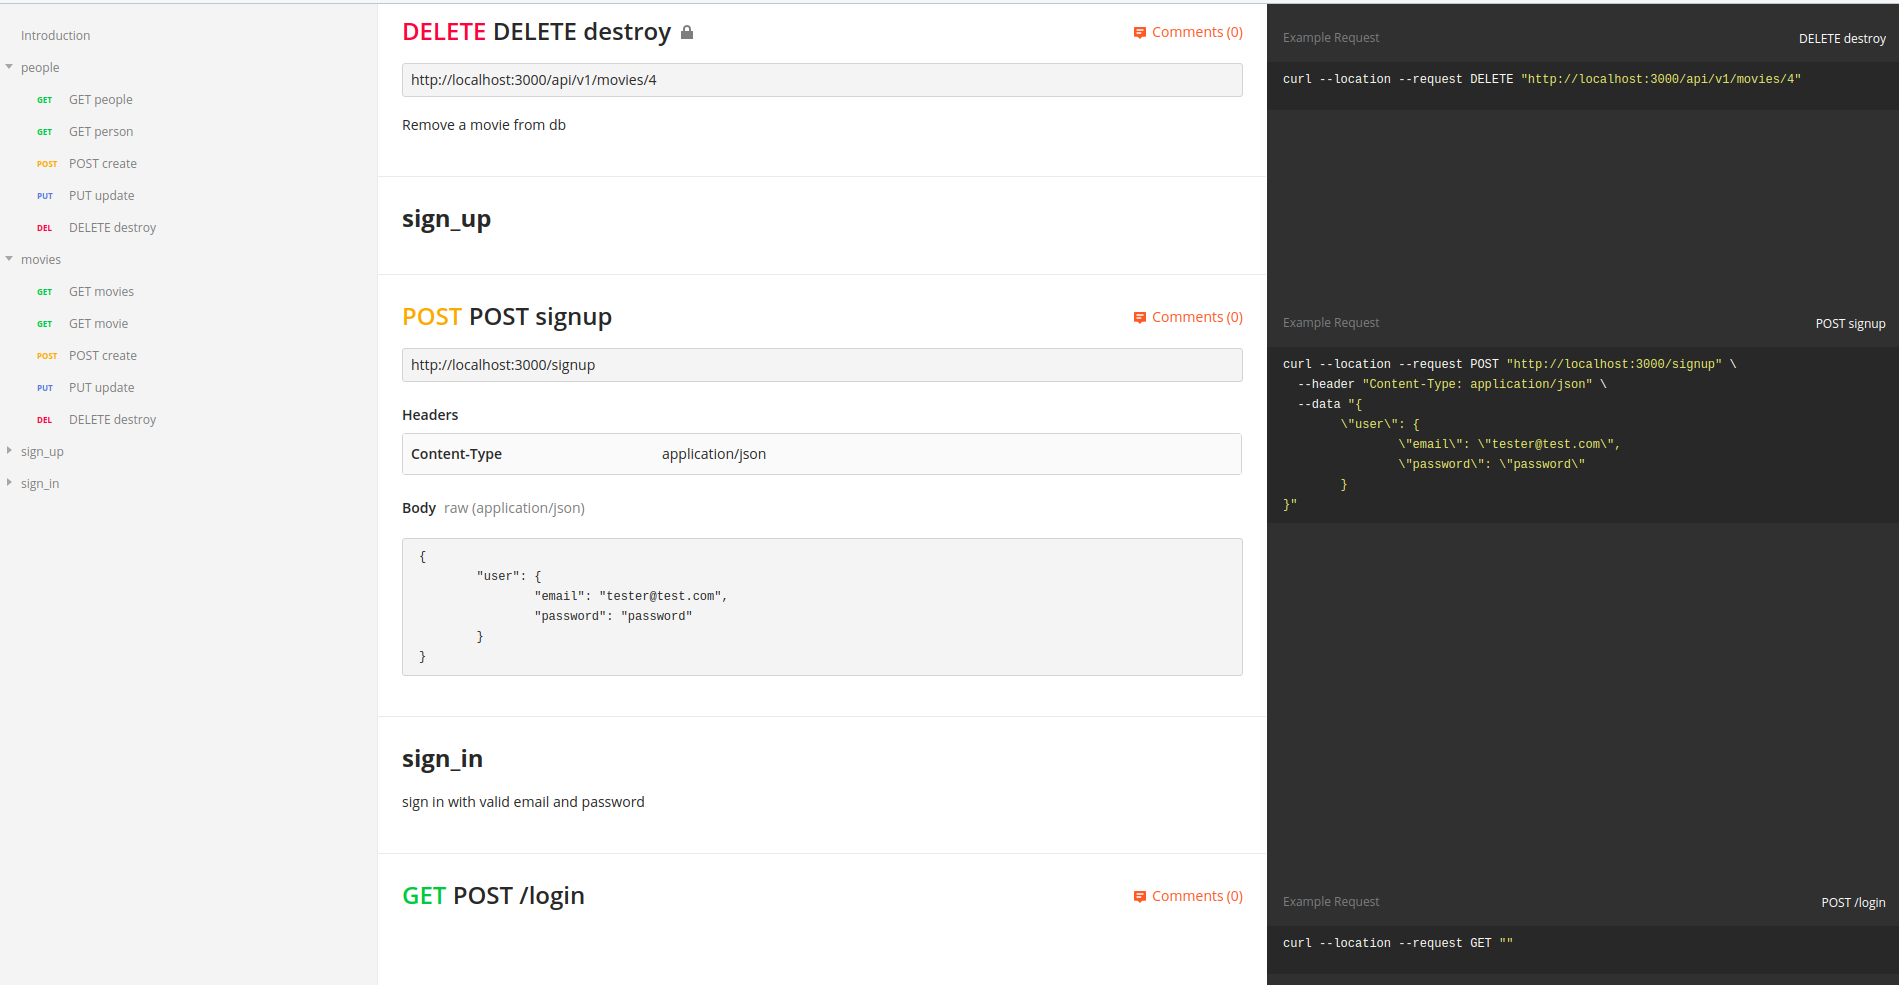 Introduction
people
GET GET people
GET GET person
POST POST create
PUT PUT update
DEL DELETE destroy
movies
GET GET movies
GET GET movie
POST POST create
PUT PUT update
DEL DELETE destroy
sign_up
sign_in
DELETE DELETE destroy
Comments (0)
http://localhost:3000/api/v1/movies/4
Remove a movie from db
sign_up
POST POST signup
Comments (0)
http://localhost:3000/signup
Headers
Content-Type application/json
Body raw (application/json)
{
"user": {
"email": "tester@test.com",
"password": "password"
}
}
sign_in
sign in with valid email and password
GET POST /login
Comments (0)
Example Request DELETE destroy
curl --location --request DELETE "http://localhost:3000/api/v1/movies/4"
Example Request POST signup
curl --location --request POST "http://localhost:3000/signup" \
--header "Content-Type: application/json" \
--data "{
\"user\": {
\"email\": \"tester@test.com\",
\"password\": \"password\"
}
}"
Example Request POST /login
curl --location --request GET ""